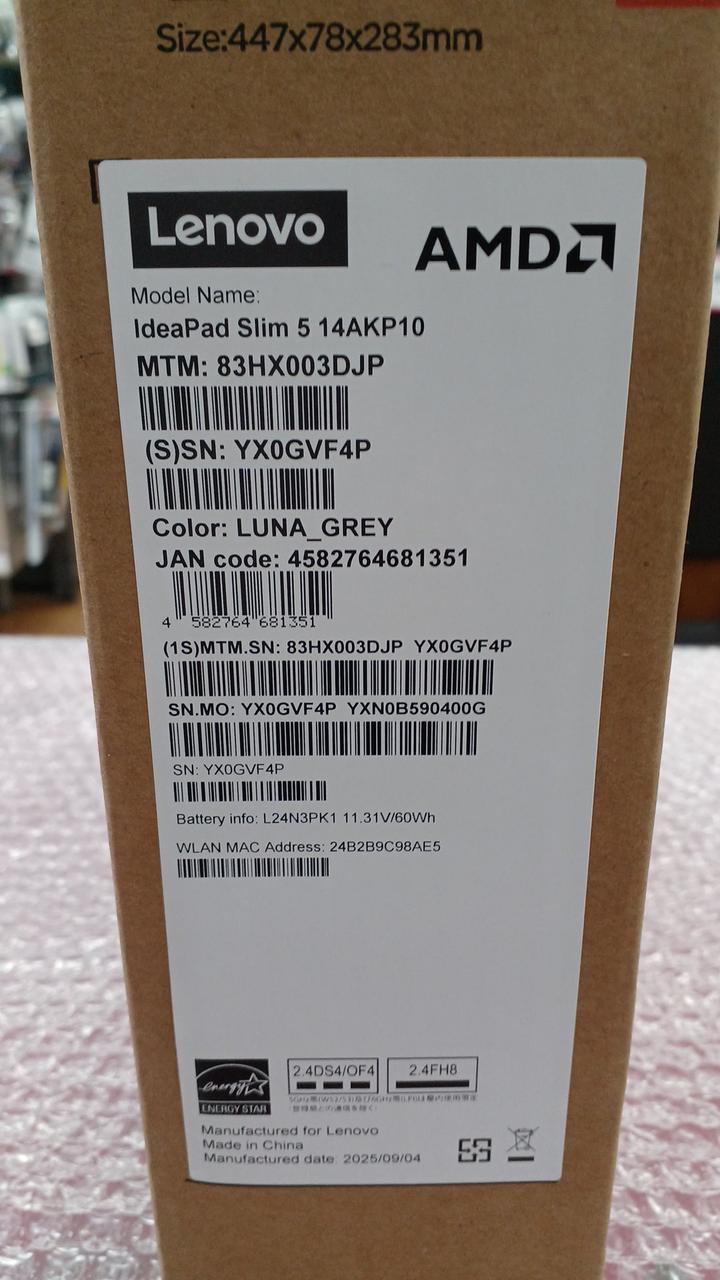 Size:447x78x283mm
Lenovo
AMD
Model Name:
IdeaPad Slim 5 14AKP10
MTM: 83HX003DJP
(S)SN: YX0GVF4P
Color: LUNA_GREY
JAN code: 4582764681351
4 582764 681351
(1S)MTM.SN: 83HX003DJP YX0GVF4P
SN.MO: YX0GVF4P YXN0B590400G
SN: YX0GVF4P
Battery info: L24N3PK1 11.31V/60Wh
WLAN MAC Address: 24B2B9C98AE5
energy
ENERGY STAR
2.4DS4/OF4
2.4FH8
Manufactured for Lenovo
Made in China
Manufactured date: 2025/09/04